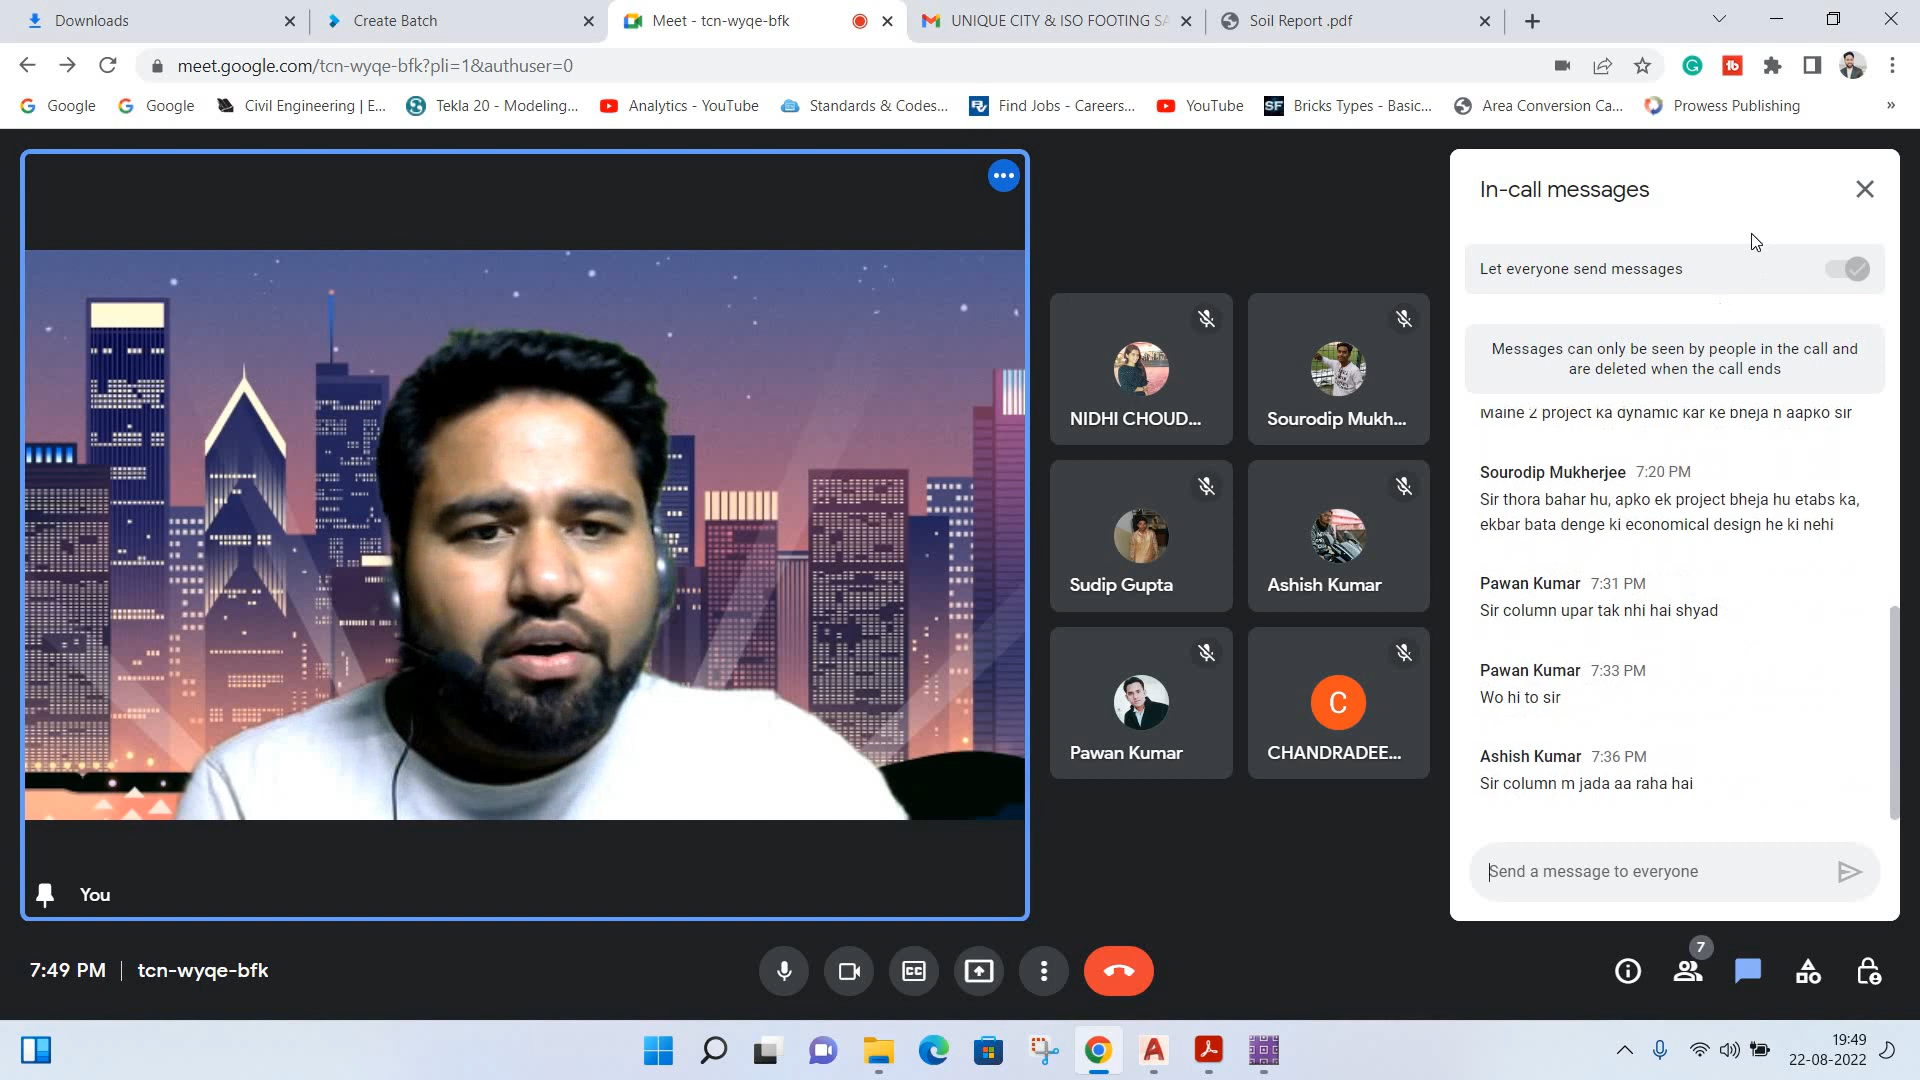 Downloads
Create Batch
Meet - tcn-wyqe-bfk
UNIQUE CITY & ISO FOOTING SA
Soil Report .pdf
meet.google.com/tcn-wyqe-bfk?pli=1&authuser=0
Google
Google
Civil Engineering | E...
Tekla 20 - Modeling...
Analytics - YouTube
Standards & Codes...
Find Jobs - Careers...
YouTube
SF
Bricks Types - Basic...
Area Conversion Ca...
Prowess Publishing
»
In-call messages
Let everyone send messages
Messages can only be seen by people in the call and
are deleted when the call ends
Maine 2 project ka dynamic kar ke bheja n aapko sir
Sourodip Mukherjee 7:20 PM
Sir thora bahar hu, apko ek project bheja hu etabs ka,
ekbar bata denge ki economical design he ki nehi
Pawan Kumar 7:31 PM
Sir column upar tak nhi hai shyad
Pawan Kumar 7:33 PM
Wo hi to sir
Ashish Kumar 7:36 PM
Sir column m jada aa raha hai
Send a message to everyone
NIDHI CHOUD...
Sourodip Mukh...
Sudip Gupta
Ashish Kumar
Pawan Kumar
C
CHANDRADEE...
You
7:49 PM | tcn-wyqe-bfk
CC
7
19:49
22-08-2022